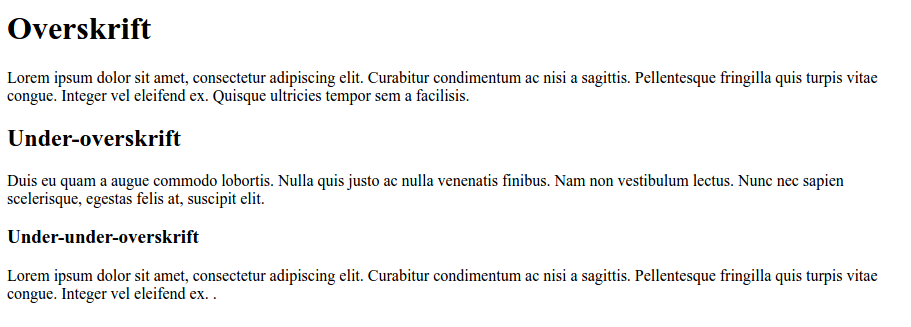 Overskrift
Lorem ipsum dolor sit amet, consectetur adipiscing elit. Curabitur condimentum ac nisi a sagittis. Pellentesque fringilla quis turpis vitae
congue. Integer vel eleifend ex. Quisque ultricies tempor sem a facilisis.
Under-overskrift
Duis eu quam a augue commodo lobortis. Nulla quis justo ac nulla venenatis finibus. Nam non vestibulum lectus. Nunc nec sapien
scelerisque, egestas felis at, suscipit elit.
Under-under-overskrift
Lorem ipsum dolor sit amet, consectetur adipiscing elit. Curabitur condimentum ac nisi a sagittis. Pellentesque fringilla quis turpis vitae
congue. Integer vel eleifend ex. .